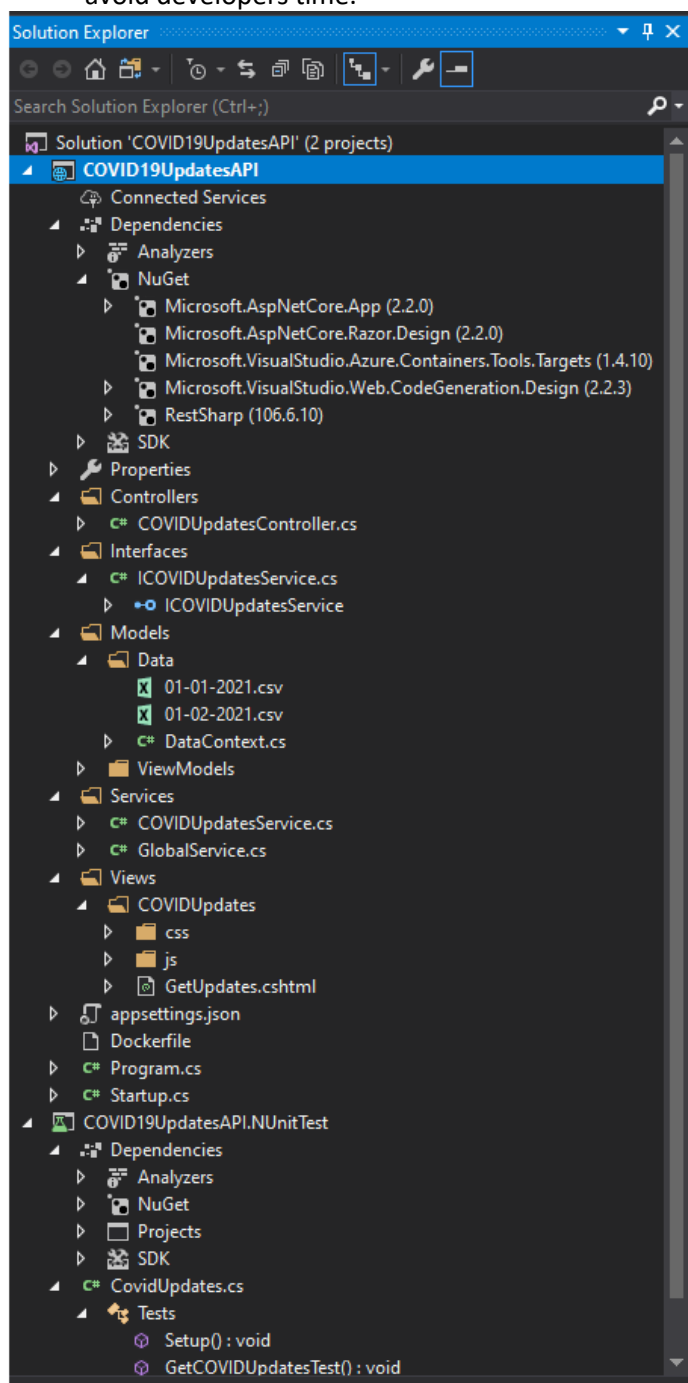 avoid developers time.
Solution Explorer
Search Solution Explorer (Ctrl+;)
Solution 'COVID19UpdatesAPI' (2 projects)
COVID19UpdatesAPI
Connected Services
Dependencies
Analyzers
NuGet
Microsoft.AspNetCore.App (2.2.0)
Microsoft.AspNetCore.Razor.Design (2.2.0)
Microsoft.VisualStudio.Azure.Containers.Tools.Targets (1.4.10)
Microsoft.VisualStudio.Web.CodeGeneration.Design (2.2.3)
RestSharp (106.6.10)
SDK
Properties
Controllers
C# COVIDUpdatesController.cs
Interfaces
C# ICOVIDUpdatesService.cs
ICOVIDUpdatesService
Models
Data
01-01-2021.csv
01-02-2021.csv
C# DataContext.cs
ViewModels
Services
C# COVIDUpdatesService.cs
C# GlobalService.cs
Views
COVIDUpdates
css
js
GetUpdates.cshtml
appsettings.json
Dockerfile
C# Program.cs
C# Startup.cs
COVID19UpdatesAPI.NUnitTest
Dependencies
Analyzers
NuGet
Projects
SDK
C# CovidUpdates.cs
Tests
Setup() : void
GetCOVIDUpdatesTest() : void